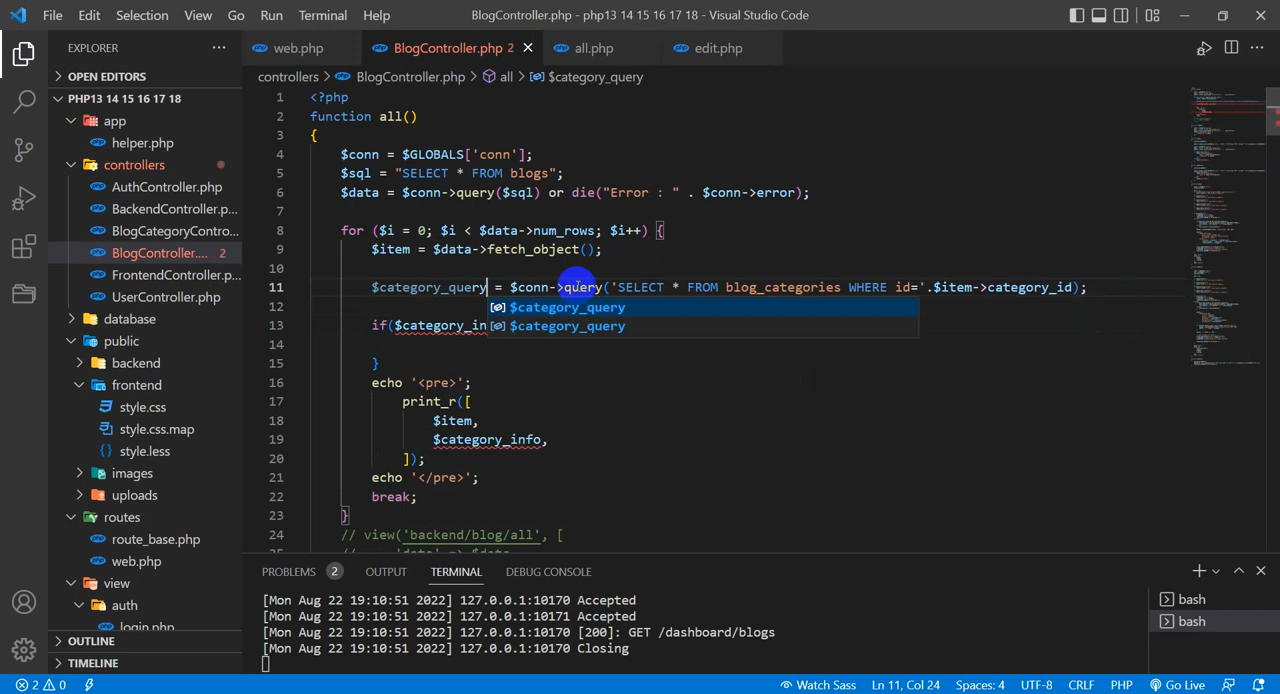 File Edit Selection View Go Run Terminal Help BlogController.php - php13 14 15 16 17 18 - Visual Studio Code
EXPLORER ···
web.php BlogController.php 2 all.php edit.php
OPEN EDITORS
controllers > BlogController.php > all > $category_query
PHP13 14 15 16 17 18
app
helper.php
controllers
AuthController.php
BackendController.p...
BlogCategoryContro...
BlogController.... 2
FrontendController.p...
UserController.php
database
public
backend
frontend
style.css
style.css.map
style.less
images
uploads
routes
route_base.php
web.php
view
auth
login.php
OUTLINE
TIMELINE
1 <?php
2 function all()
3 {
4 $conn = $GLOBALS['conn'];
5 $sql = "SELECT * FROM blogs";
6 $data = $conn->query($sql) or die("Error : " . $conn->error);
7
8 for ($i = 0; $i < $data->num_rows; $i++) {
9 $item = $data->fetch_object();
10
11 $category_query = $conn->query('SELECT * FROM blog_categories WHERE id='.$item->category_id);
12 $category_query
13 if($category_in $category_query
14
15 }
16 echo '<pre>';
17 print_r([
18 $item,
19 $category_info,
20 ]);
21 echo '</pre>';
22 break;
23 }
24 // view('backend/blog/all', [
25 // 'data' => $data
PROBLEMS 2 OUTPUT TERMINAL DEBUG CONSOLE
[Mon Aug 22 19:10:51 2022] 127.0.0.1:10170 Accepted
[Mon Aug 22 19:10:51 2022] 127.0.0.1:10171 Accepted
[Mon Aug 22 19:10:51 2022] 127.0.0.1:10170 [200]: GET /dashboard/blogs
[Mon Aug 22 19:10:51 2022] 127.0.0.1:10170 Closing
bash
bash
2 0 Watch Sass Ln 11, Col 24 Spaces: 4 UTF-8 CRLF PHP Go Live